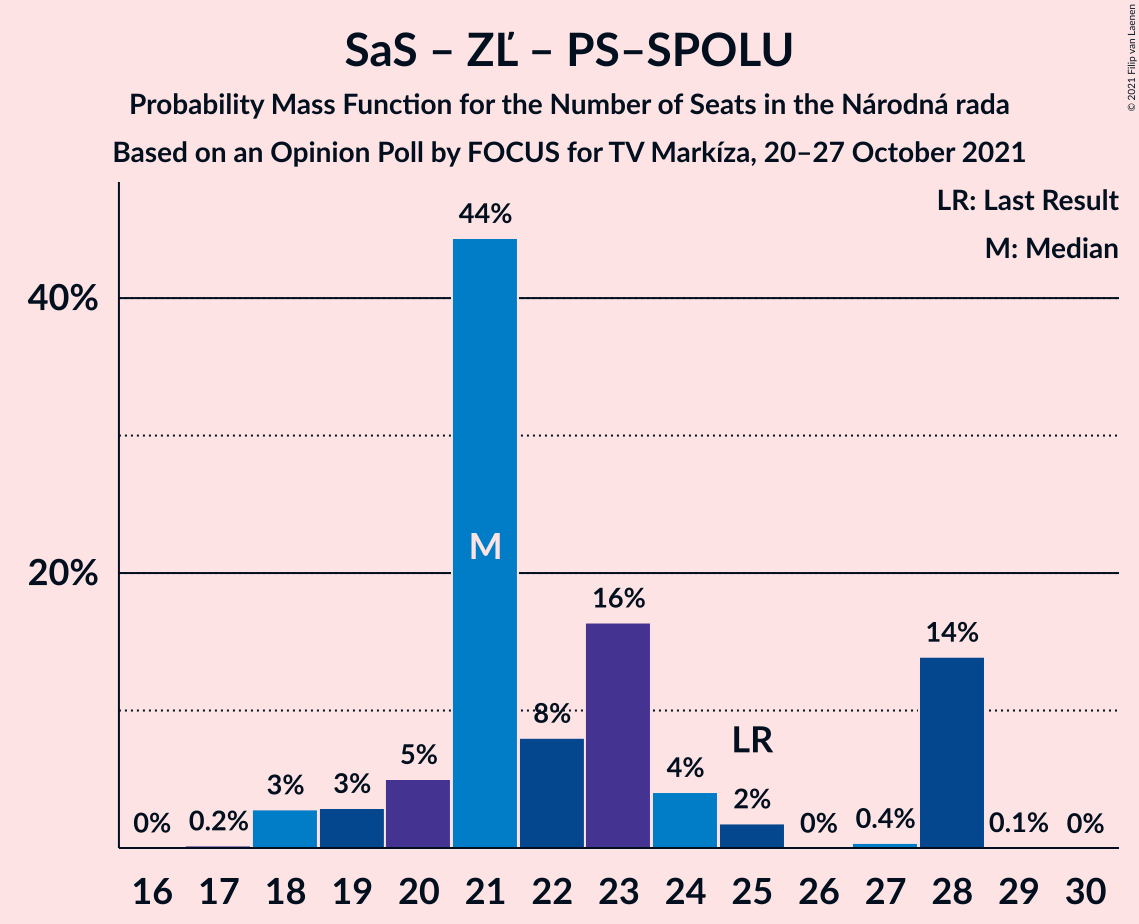 SaS – ZĽ – PS–SPOLU
Probability Mass Function for the Number of Seats in the Národná rada
Based on an Opinion Poll by FOCUS for TV Markíza, 20–27 October 2021
© 2021 Filip van Laenen
LR: Last Result
M: Median
40%
20%
0%
0.2%
3%
3%
5%
44%
M
8%
16%
4%
LR
2%
0%
0.4%
14%
0.1%
0%
16 17 18 19 20 21 22 23 24 25 26 27 28 29 30